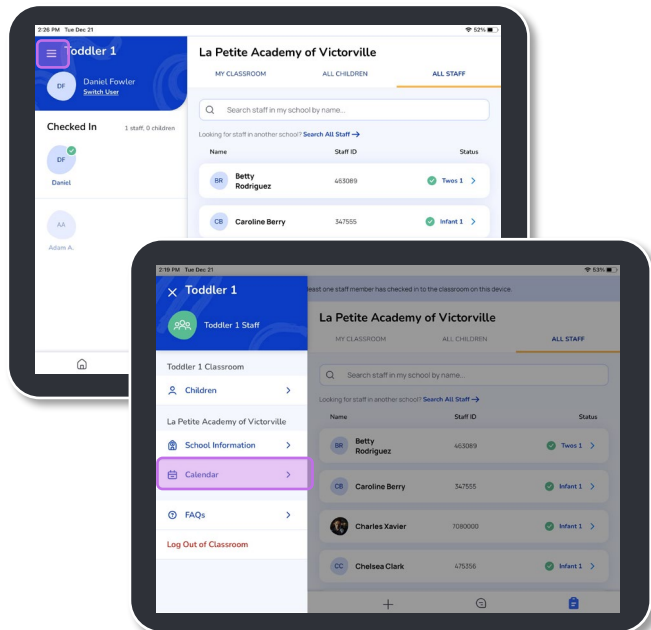 2:26 PM Tue Dec 21
52%
Toddler 1
DF
Daniel Fowler
Switch User
Checked In
1 staff, 0 children
DF
Daniel
AA
Adam A.
La Petite Academy of Victorville
MY CLASSROOM ALL CHILDREN ALL STAFF
Search staff in my school by name...
Looking for staff in another school? Search All Staff →
Name Staff ID Status
BR Betty Rodriguez 463089 Twos 1 >
CB Caroline Berry 347555 Infant 1 >
2:19 PM Tue Dec 21
53%
Toddler 1
Toddler 1 Staff
Toddler 1 Classroom
Children >
La Petite Academy of Victorville
School Information >
Calendar >
FAQs >
Log Out of Classroom
least one staff member has checked in to the classroom on this device.
La Petite Academy of Victorville
MY CLASSROOM ALL CHILDREN ALL STAFF
Search staff in my school by name...
Looking for staff in another school? Search All Staff →
Name Staff ID Status
BR Betty Rodriguez 463089 Twos 1 >
CB Caroline Berry 347555 Infant 1 >
Charles Xavier 7080000 Infant 1 >
CC Chelsea Clark 475356 Infant 1 >